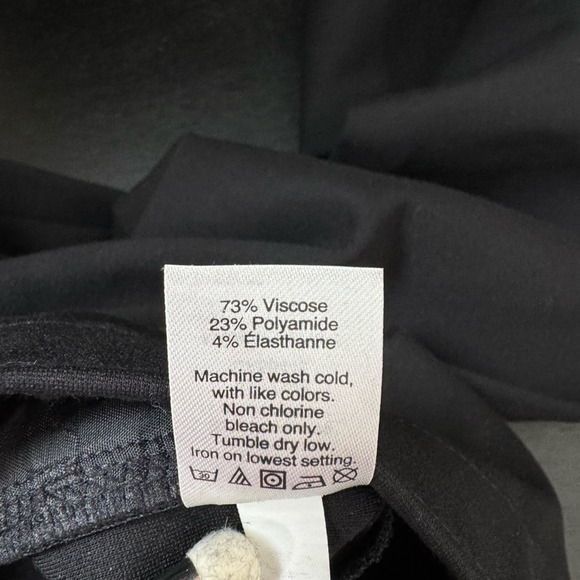 73% Viscose
23% Polyamide
4% Élasthanne
Machine wash cold,
with like colors.
Non chlorine
bleach only.
Tumble dry low.
Iron on lowest setting.
30